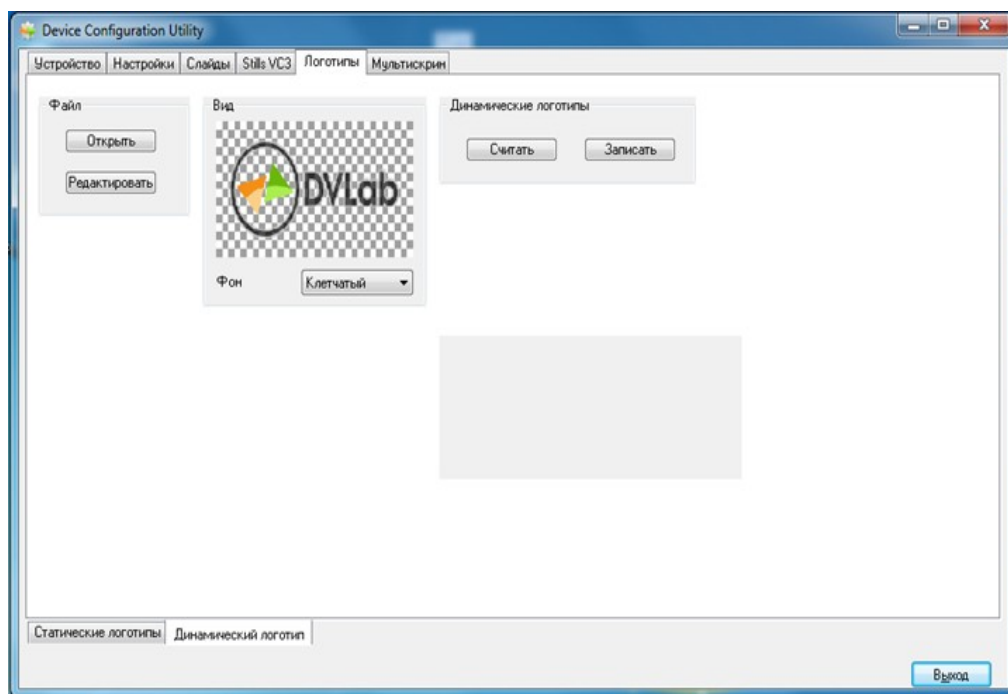 Device Configuration Utility
Устройство Настройки Слайды Stills VC3 Логотипы Мультискрин
Файл
Открыть
Редактировать
Вид
DVLab
Фон Клетчатый
Динамические логотипы
Считать Записать
Статические логотипы Динамический логотип
Выход